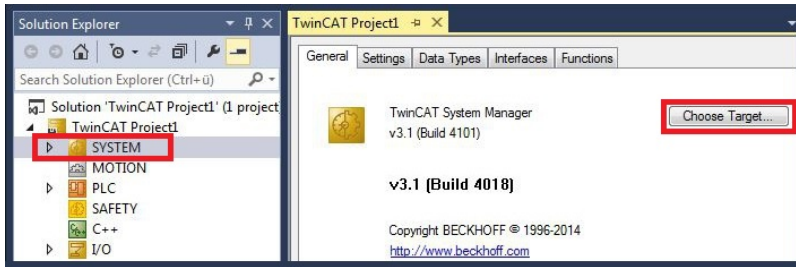 Solution Explorer
Search Solution Explorer (Ctrl+ü)
Solution 'TwinCAT Project1' (1 project
TwinCAT Project1
SYSTEM
MOTION
PLC
SAFETY
C++
I/O
TwinCAT Project1
General Settings Data Types Interfaces Functions
TwinCAT System Manager
v3.1 (Build 4101)
Choose Target...
v3.1 (Build 4018)
Copyright BECKHOFF © 1996-2014
http://www.beckhoff.com